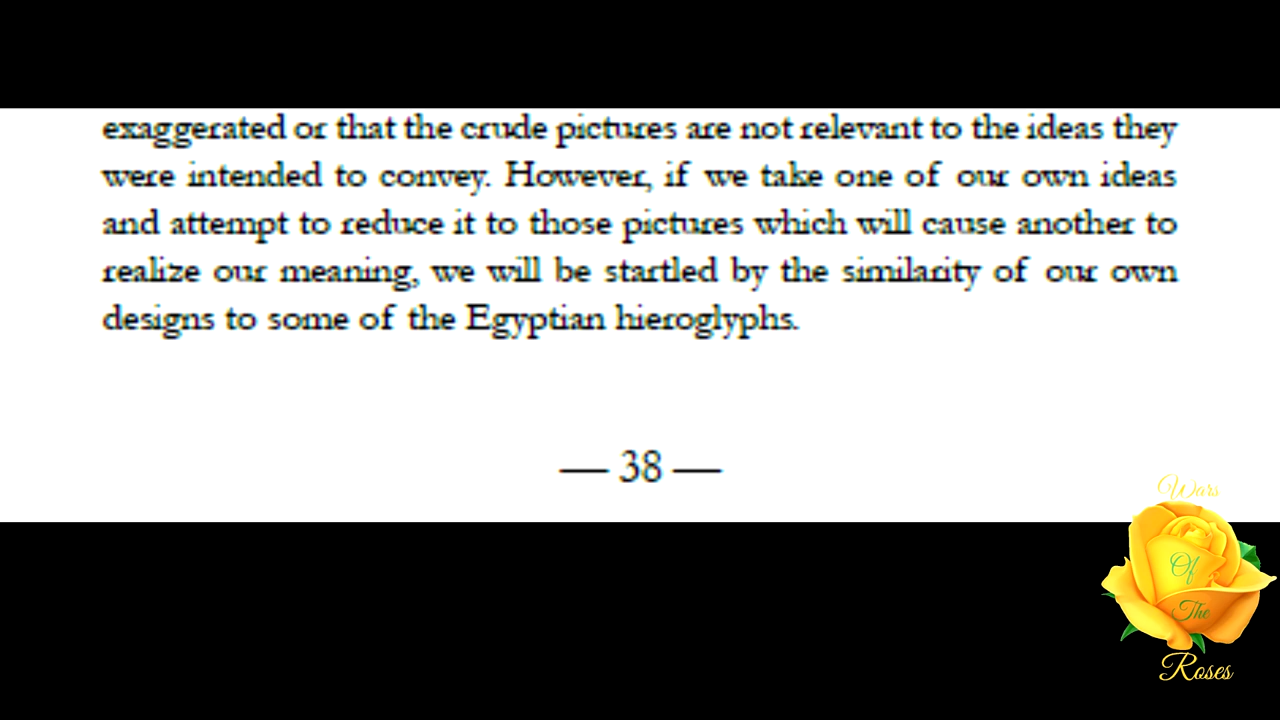 exaggerated or that the crude pictures are not relevant to the ideas they
were intended to convey. However, if we take one of our own ideas
and attempt to reduce it to those pictures which will cause another to
realize our meaning, we will be startled by the similarity of our own
designs to some of the Egyptian hieroglyphs.
— 38 —
Wars
Of
The
Roses